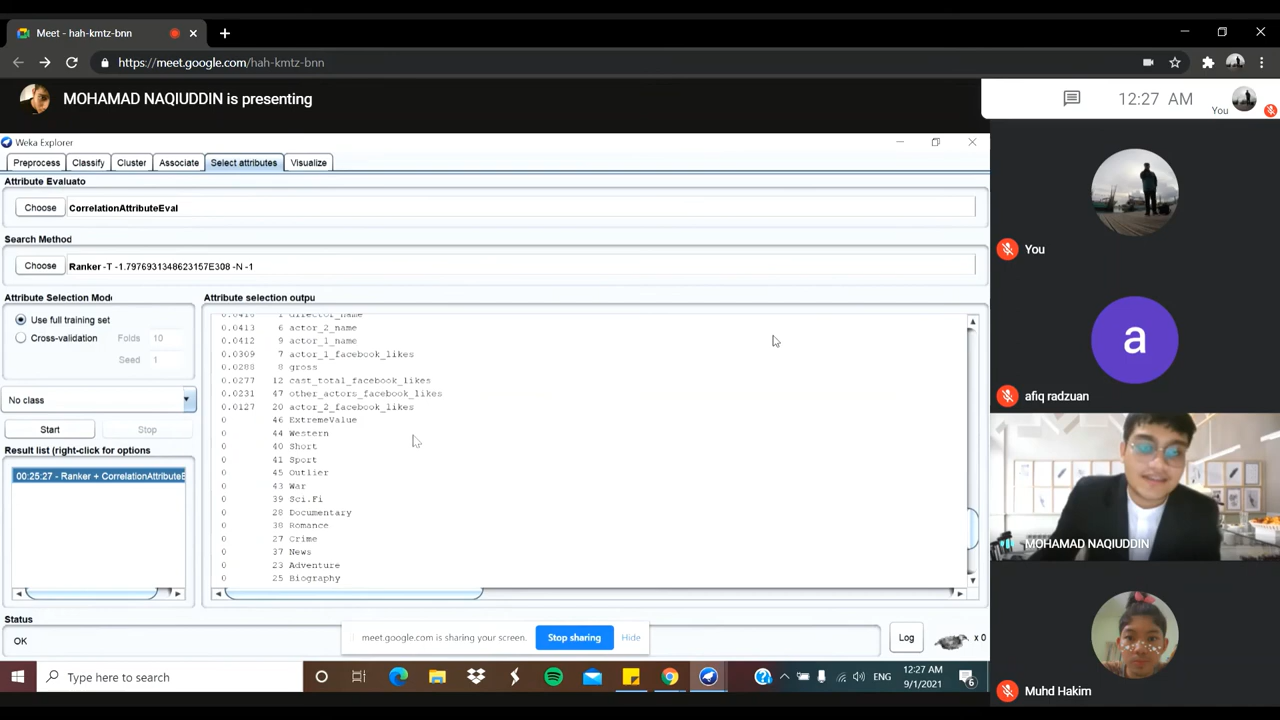 Meet - hah-kmtz-bnn
https://meet.google.com/hah-kmtz-bnn
MOHAMAD NAQIUDDIN is presenting
12:27 AM
You
Weka Explorer
Preprocess Classify Cluster Associate Select attributes Visualize
Attribute Evaluato
Choose CorrelationAttributeEval
Search Method
Choose Ranker -T -1.7976931348623157E308 -N -1
Attribute Selection Mode
Use full training set
Cross-validation Folds 10
Seed 1
No class
Start Stop
Result list (right-click for options
00:25:27 - Ranker + CorrelationAttributeE
Attribute selection outpu
director_name
0.0413 6 actor_2_name
0.0412 9 actor_1_name
0.0309 7 actor_1_facebook_likes
0.0288 8 gross
0.0277 12 cast_total_facebook_likes
0.0231 47 other_actors_facebook_likes
0.0127 20 actor_2_facebook_likes
0 46 ExtremeValue
0 44 Western
0 40 Short
0 41 Sport
0 45 Outlier
0 43 War
0 39 Sci.Fi
0 28 Documentary
0 38 Romance
0 27 Crime
0 37 News
0 23 Adventure
0 25 Biography
Status
OK
Log x 0
meet.google.com is sharing your screen. Stop sharing Hide
You
a
afiq radzuan
MOHAMAD NAQIUDDIN
Muhd Hakim
Type here to search
ENG
12:27 AM
9/1/2021
6